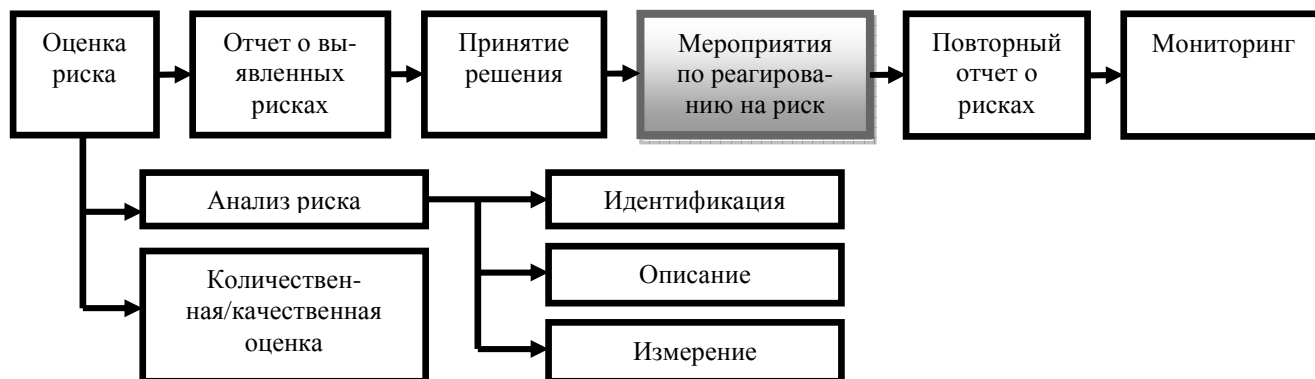 Оценка
риска
Отчет о вы-
явленных
рисках
Принятие
решения
Мероприятия
по реагирова-
нию на риск
Повторный
отчет о
рисках
Мониторинг
Анализ риска
Идентификация
Количествен-
ная/качественная
оценка
Описание
Измерение